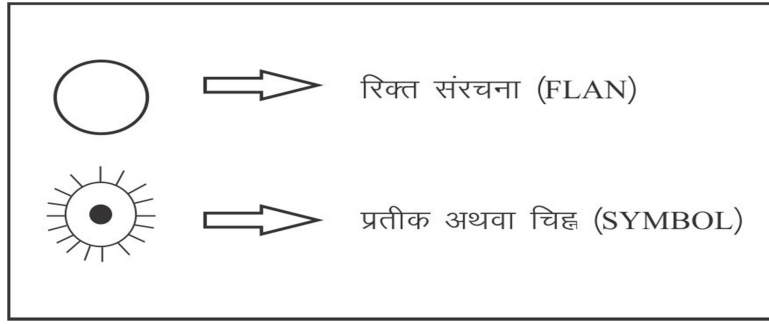 रिक्त संरचना (FLAN)
प्रतीक अथवा चिह्न (SYMBOL)